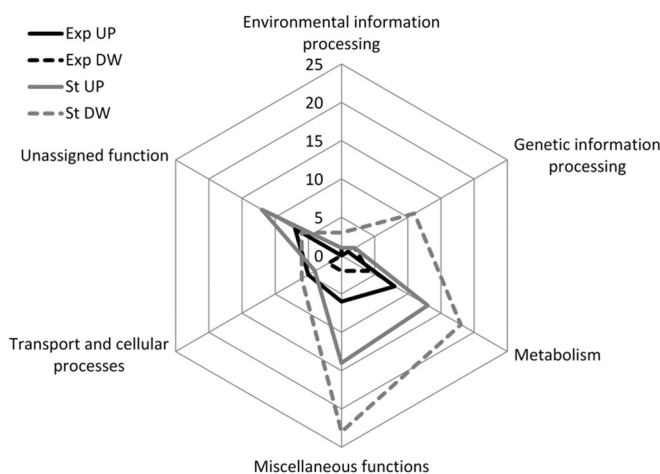 Exp UP
Exp DW
St UP
St DW
Environmental information
processing
25
20
15
10
5
0
Genetic information
processing
Metabolism
Miscellaneous functions
Transport and cellular
processes
Unassigned function